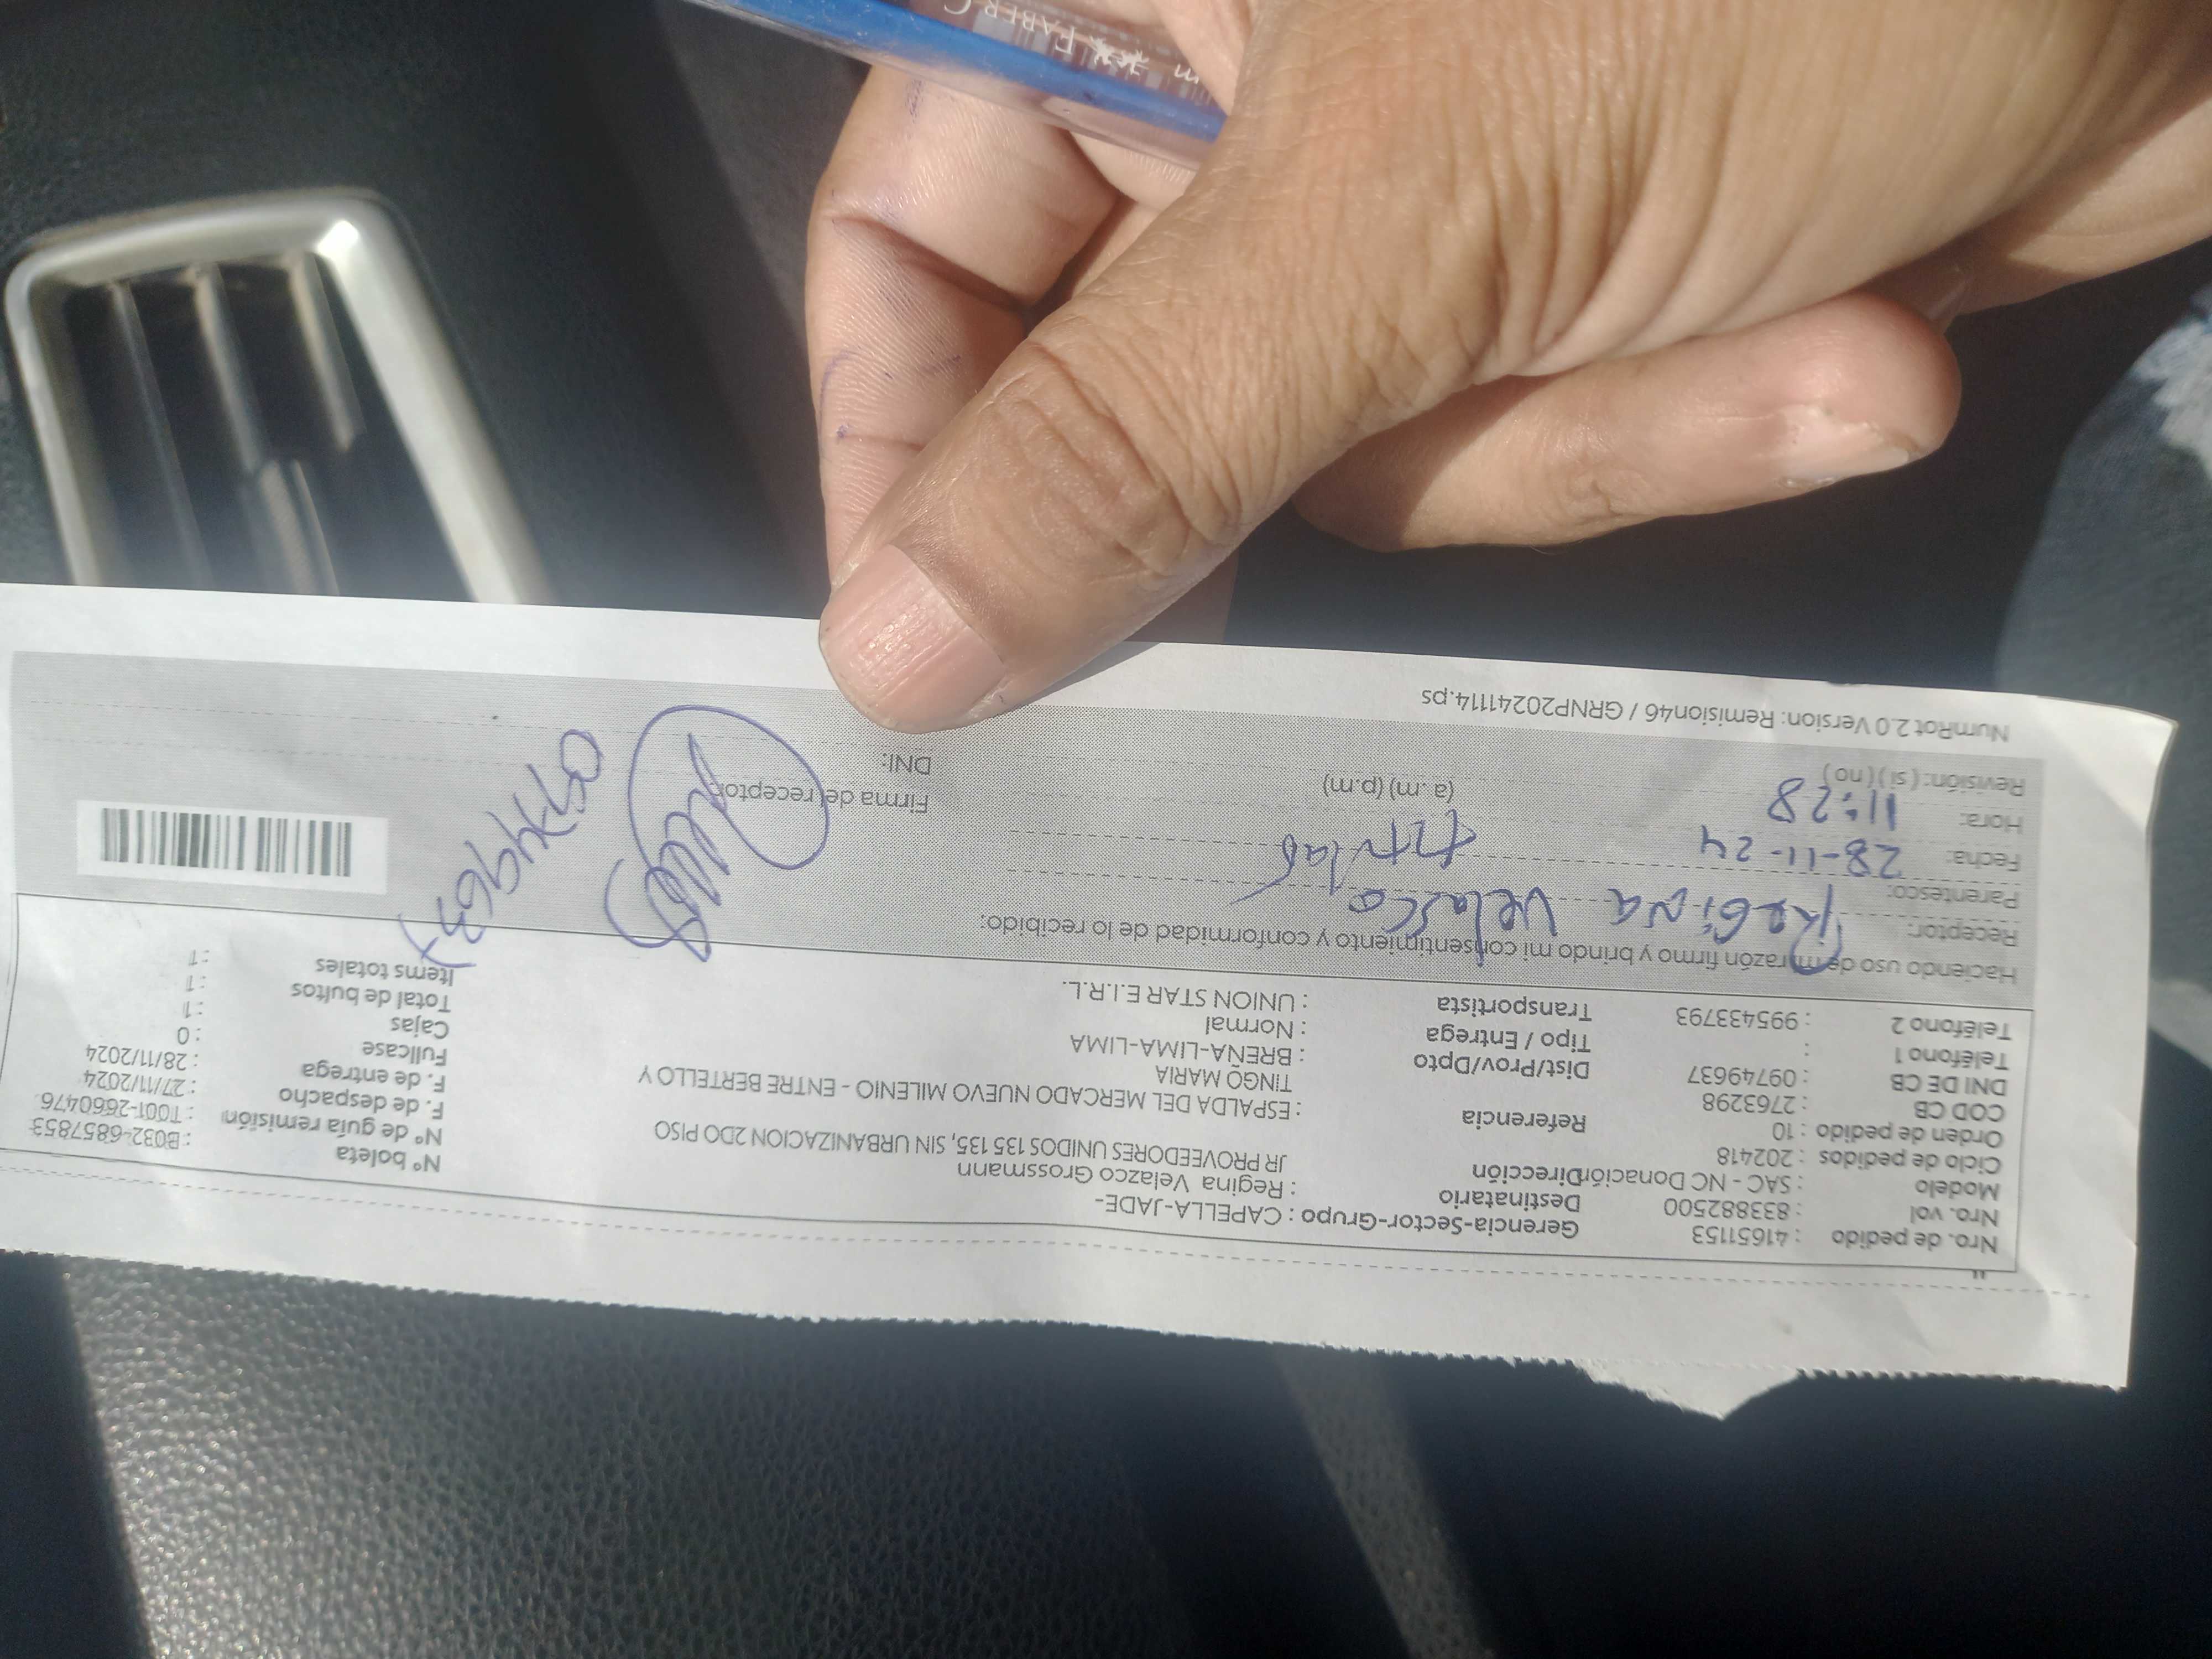 Nro. de pedido : 41651153
Nro. vol : 833882500
Modelo : SAC - NC Donación
Ciclo de pedidos : 202418
Orden de pedido : 10
COD CB : 2763298
DNI DE CB : 09749637
Teléfono 1 :
Teléfono 2 : 995433793
Gerencia-Sector-Grupo : CAPELLA-JADE-
Destinatario : Regina Velazco Grossmann
Dirección JR PROVEEDORES UNIDOS 135 135, SIN URBANIZACION 2DO PISO
Referencia : ESPALDA DEL MERCADO NUEVO MILENIO - ENTRE BERTELLO Y
TINGO MARIA
Dist/Prov/Dpto : BREÑA-LIMA-LIMA
Tipo / Entrega : Normal
Transportista : UNION STAR E.I.R.L.
Nº boleta : B032-6857853
Nº de guía remisión : T001-2660476
F. de despacho : 27/11/2024
F. de entrega : 28/11/2024
Fullcase : 0
Cajas : 1
Total de bultos : 1
Items totales : 1
Haciendo uso de mi razón firmo y brindo mi consentimiento y conformidad de lo recibido:
Receptor: Regina Velasco
Parentesco: titular
Fecha: 28-11-24
Hora: 11:28 (a.m) (p.m)
Revisión: ( si ) ( no )
Firma del receptor
DNI:
09749637
NumRot 2.0 Version: Remision46 / GRNP202411114.ps
FABER C